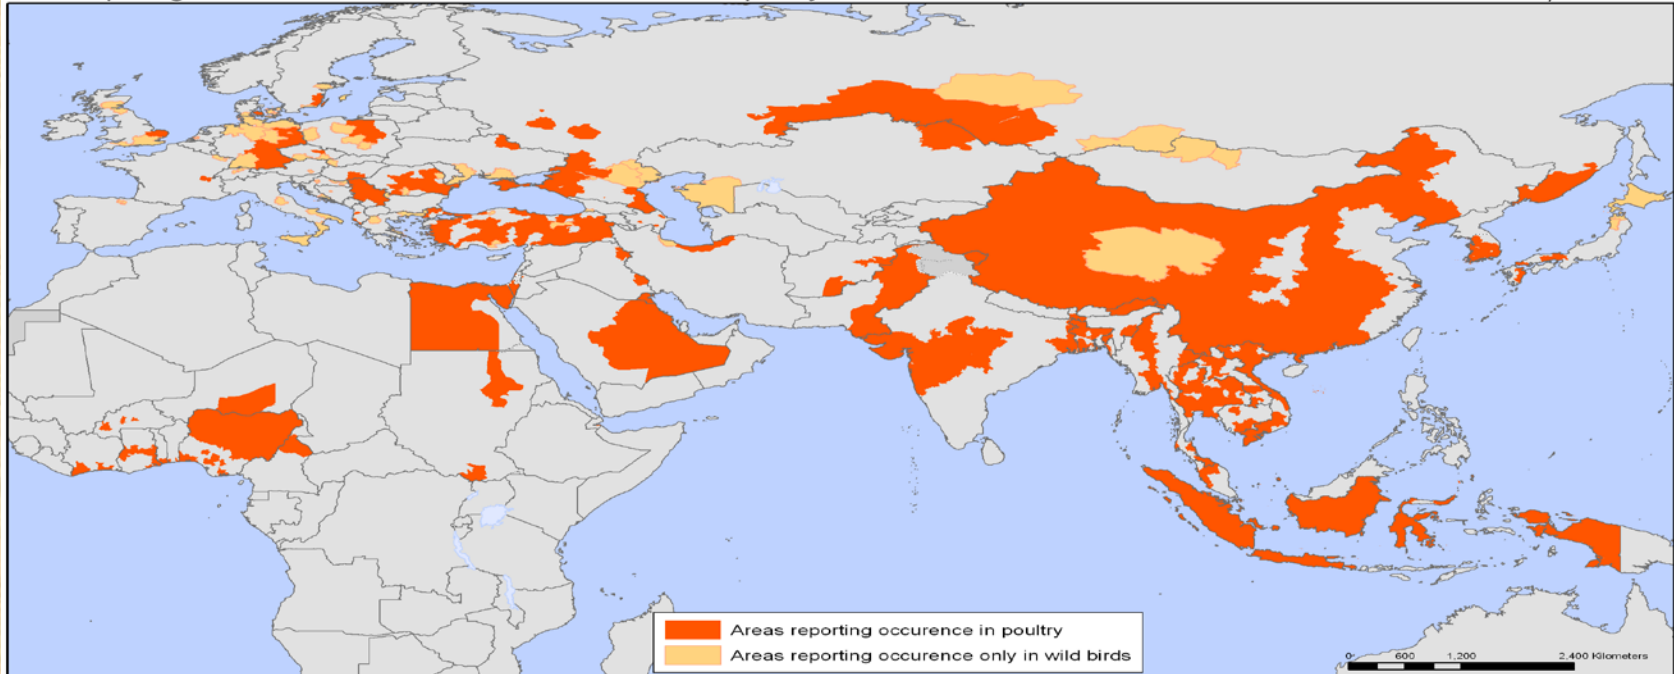 Areas reporting occurence in poultry
Areas reporting occurence only in wild birds
0 600 1,200 2,400 Kilometers